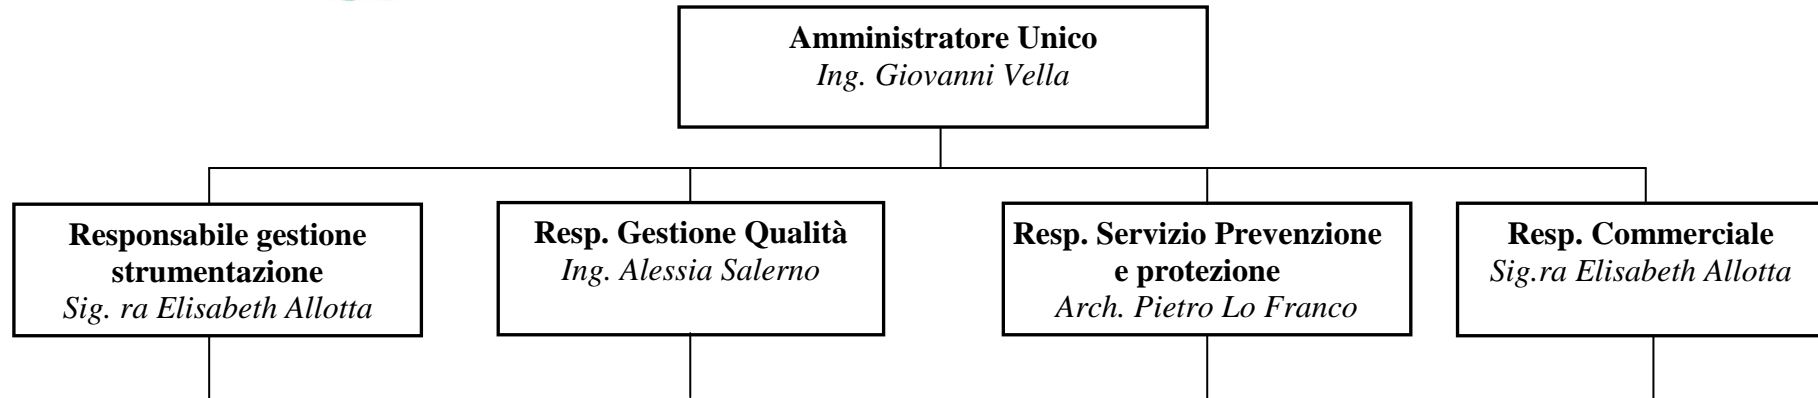 Amministratore Unico
Ing. Giovanni Vella
Responsabile gestione
strumentazione
Sig. ra Elisabeth Allotta
Resp. Gestione Qualità
Ing. Alessia Salerno
Resp. Servizio Prevenzione
e protezione
Arch. Pietro Lo Franco
Resp. Commerciale
Sig.ra Elisabeth Allotta